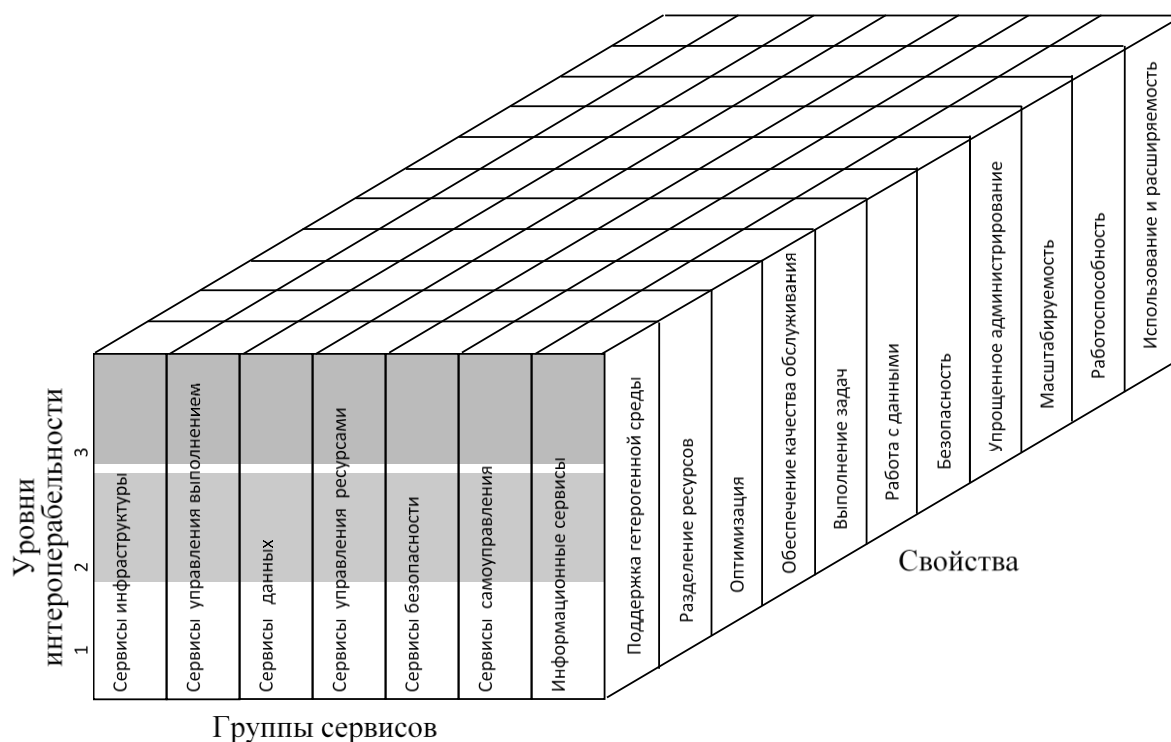 Уровни
интероперабельности
3
2
1
Сервисы инфраструктуры
Сервисы управления выполнением
Сервисы данных
Сервисы управления ресурсами
Сервисы безопасности
Сервисы самоуправления
Информационные сервисы
Группы сервисов
Поддержка гетерогенной среды
Разделение ресурсов
Оптимизация
Обеспечение качества обслуживания
Выполнение задач
Работа с данными
Безопасность
Упрощенное администрирование
Масштабируемость
Работоспособность
Использование и расширяемость
Свойства